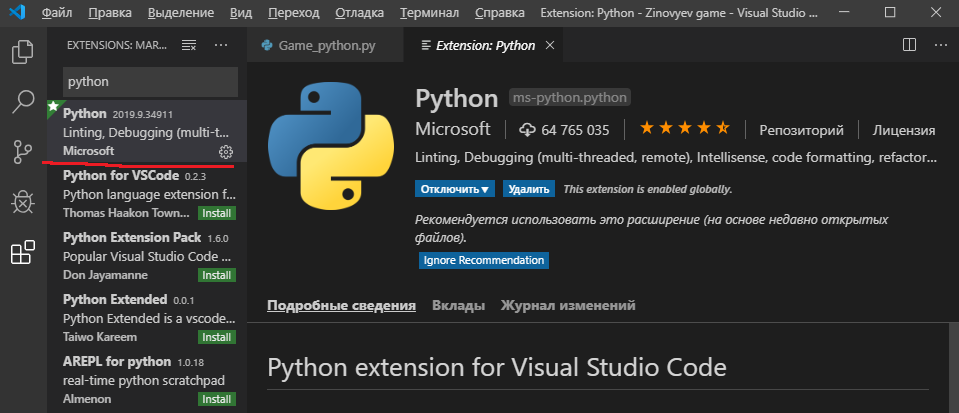 Файл Правка Выделение Вид Переход Отладка Терминал Справка Extension: Python - Zinovyev game - Visual Studio ...
EXTENSIONS: MAR...
python
Python 2019.9.34911
Linting, Debugging (multi-t...
Microsoft
Python for VSCode 0.2.3
Python language extension f...
Thomas Haakon Town... Install
Python Extension Pack 1.6.0
Popular Visual Studio Code ...
Don Jayamanne Install
Python Extended 0.0.1
Python Extended is a vscode...
Taiwo Kareem Install
AREPL for python 1.0.18
real-time python scratchpad
Almenon Install
Game_python.py Extension: Python
Python ms-python.python
Microsoft 64 765 035 Репозиторий Лицензия
Linting, Debugging (multi-threaded, remote), Intellisense, code formatting, refactor...
Отключить Удалить This extension is enabled globally.
Рекомендуется использовать это расширение (на основе недавно открытых
файлов).
Ignore Recommendation
Подробные сведения Вклады Журнал изменений
Python extension for Visual Studio Code